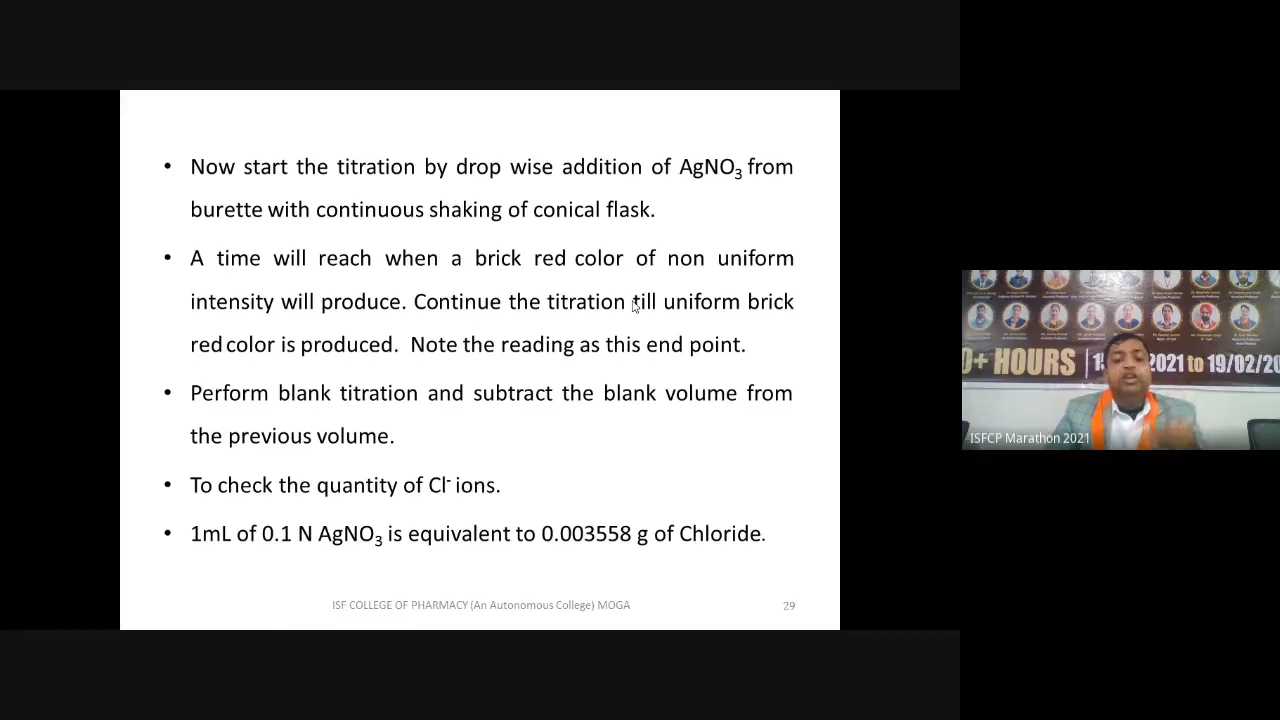 • Now start the titration by drop wise addition of AgNO3 from
burette with continuous shaking of conical flask.
• A time will reach when a brick red color of non uniform
intensity will produce. Continue the titration till uniform brick
red color is produced. Note the reading as this end point.
• Perform blank titration and subtract the blank volume from
the previous volume.
• To check the quantity of Cl- ions.
• 1mL of 0.1 N AgNO3 is equivalent to 0.003558 g of Chloride.
ISF COLLEGE OF PHARMACY (An Autonomous College) MOGA
29
0+ HOURS
2021 to 19/02/20
ISFCP Marathon 2021